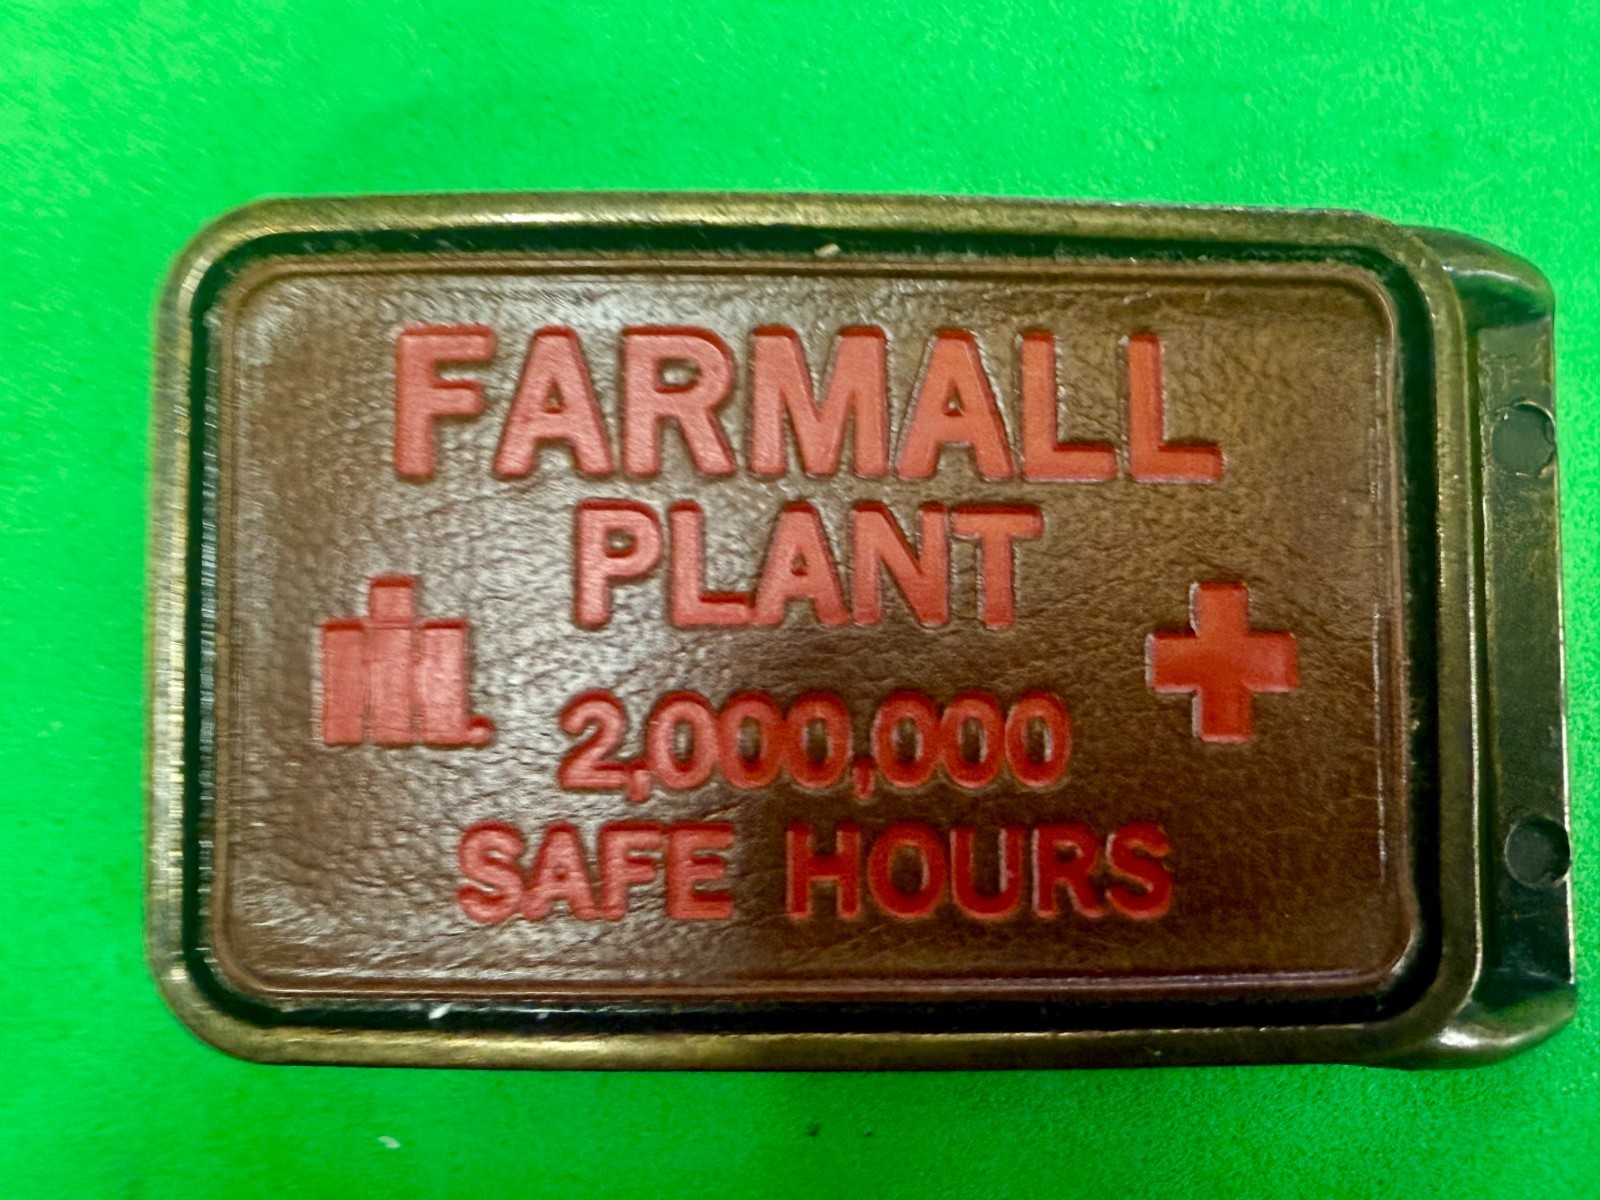 FARMALL
PLANT
2,000,000
SAFE HOURS